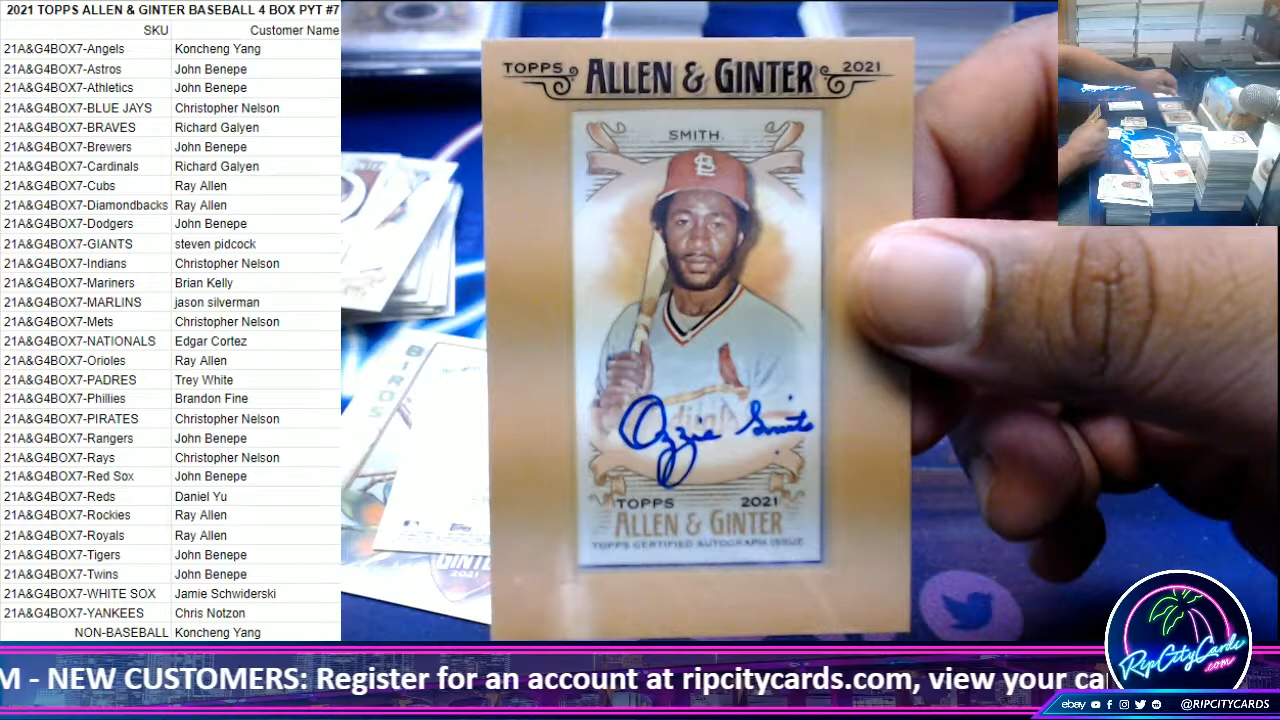 2021 TOPPS ALLEN & GINTER BASEBALL 4 BOX PYT #7
SKU Customer Name
21A&G4BOX7-Angels Koncheng Yang
21A&G4BOX7-Astros John Benepe
21A&G4BOX7-Athletics John Benepe
21A&G4BOX7-BLUE JAYS Christopher Nelson
21A&G4BOX7-BRAVES Richard Galyen
21A&G4BOX7-Brewers John Benepe
21A&G4BOX7-Cardinals Richard Galyen
21A&G4BOX7-Cubs Ray Allen
21A&G4BOX7-Diamondbacks Ray Allen
21A&G4BOX7-Dodgers John Benepe
21A&G4BOX7-GIANTS steven pidcock
21A&G4BOX7-Indians Christopher Nelson
21A&G4BOX7-Mariners Brian Kelly
21A&G4BOX7-MARLINS jason silverman
21A&G4BOX7-Mets Christopher Nelson
21A&G4BOX7-NATIONALS Edgar Cortez
21A&G4BOX7-Orioles Ray Allen
21A&G4BOX7-PADRES Trey White
21A&G4BOX7-Phillies Brandon Fine
21A&G4BOX7-PIRATES Christopher Nelson
21A&G4BOX7-Rangers John Benepe
21A&G4BOX7-Rays Christopher Nelson
21A&G4BOX7-Red Sox John Benepe
21A&G4BOX7-Reds Daniel Yu
21A&G4BOX7-Rockies Ray Allen
21A&G4BOX7-Royals Ray Allen
21A&G4BOX7-Tigers John Benepe
21A&G4BOX7-Twins John Benepe
21A&G4BOX7-WHITE SOX Jamie Schwiderski
21A&G4BOX7-YANKEES Chris Notzon
NON-BASEBALL Koncheng Yang
TOPPS ALLEN & GINTER 2021
SMITH.
Ozzie Smith
TOPPS 2021
ALLEN & GINTER
TOPPS CERTIFIED AUTOGRAPH ISSUE
BIRDS
GINTE
2021
M - NEW CUSTOMERS: Register for an account at ripcitycards.com, view your ca
RipCityCards
.com
ebay @RIPCITYCARDS